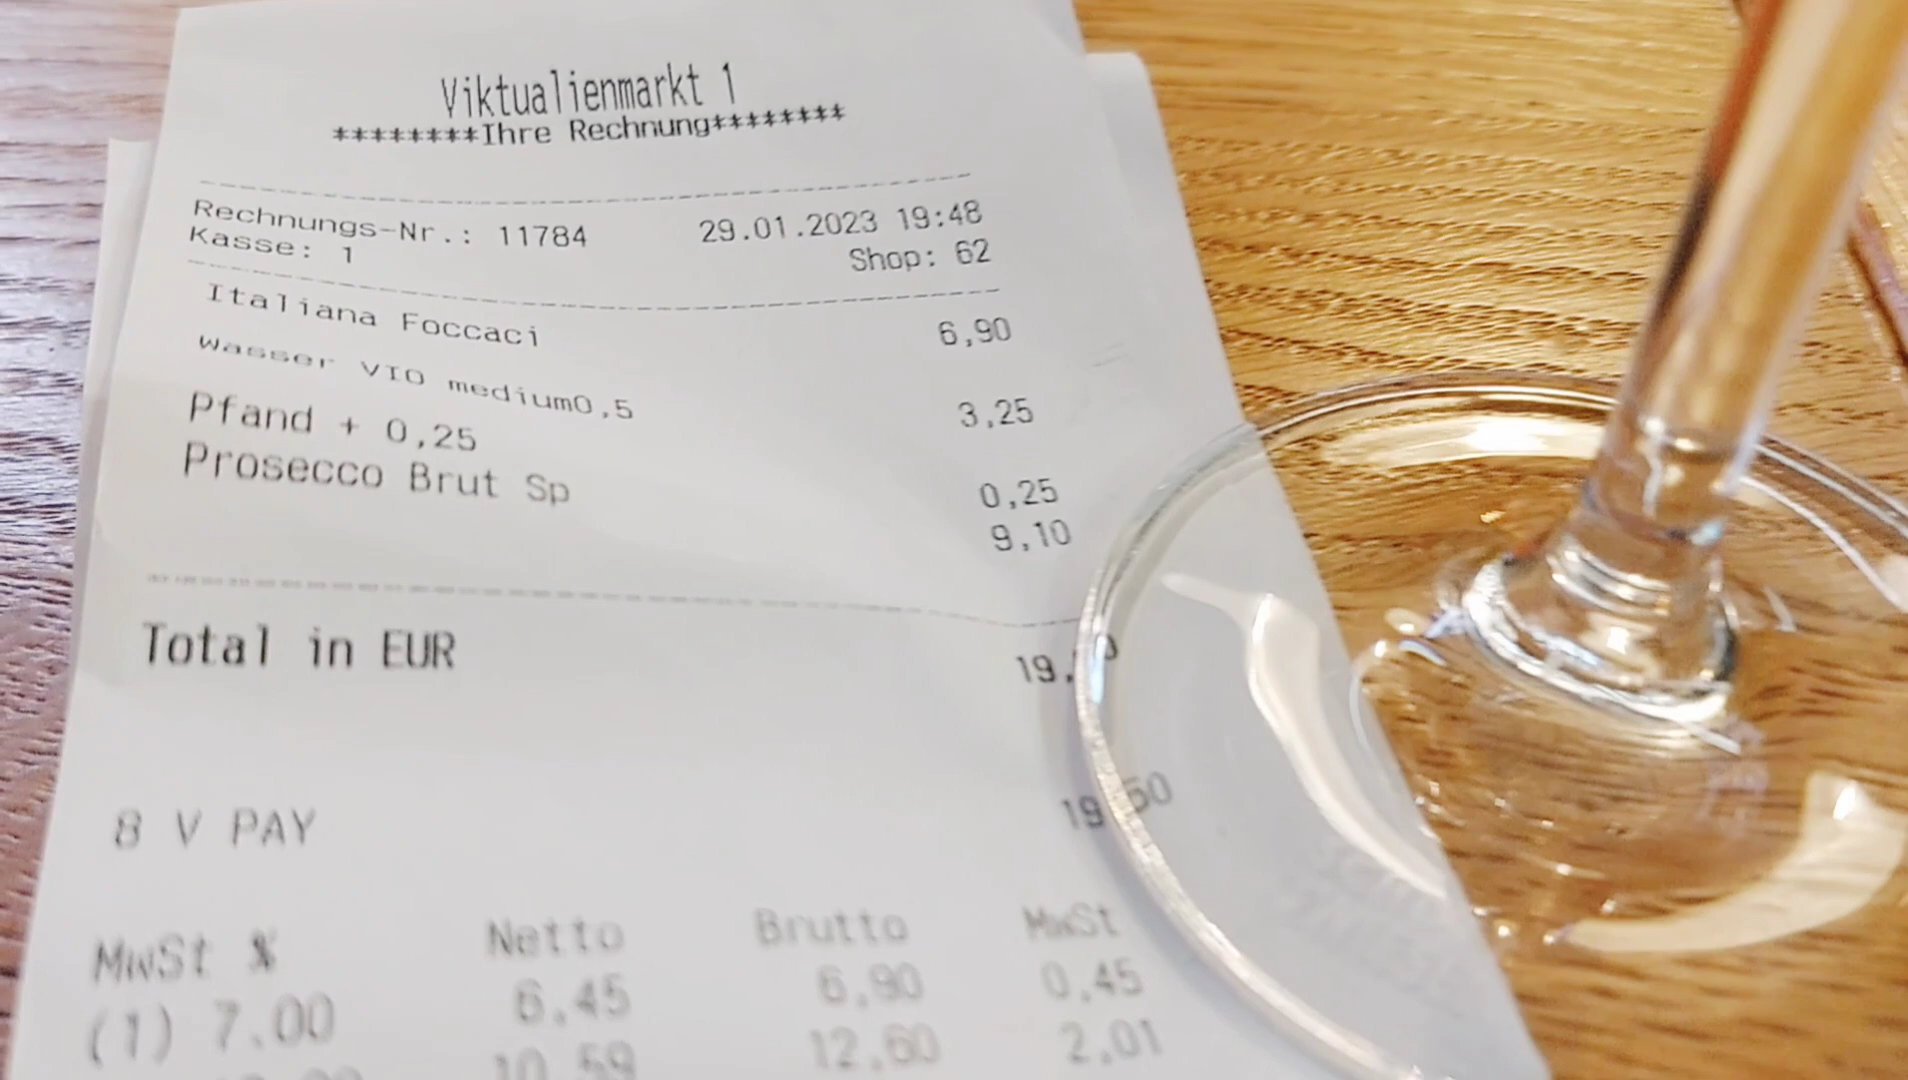 Viktualienmarkt 1
********Ihre Rechnung********
Rechnungs-Nr.: 11784 29.01.2023 19:48
Kasse: 1 Shop: 62
Italiana Foccaci 6,90
Wasser VIO medium0,5 3,25
Pfand + 0,25 0,25
Prosecco Brut Sp 9,10
Total in EUR
8 V PAY 19,50
MwSt % Netto Brutto MwSt
(1) 7.00 6,45 6,90 0,45
10,59 12,60 2,01